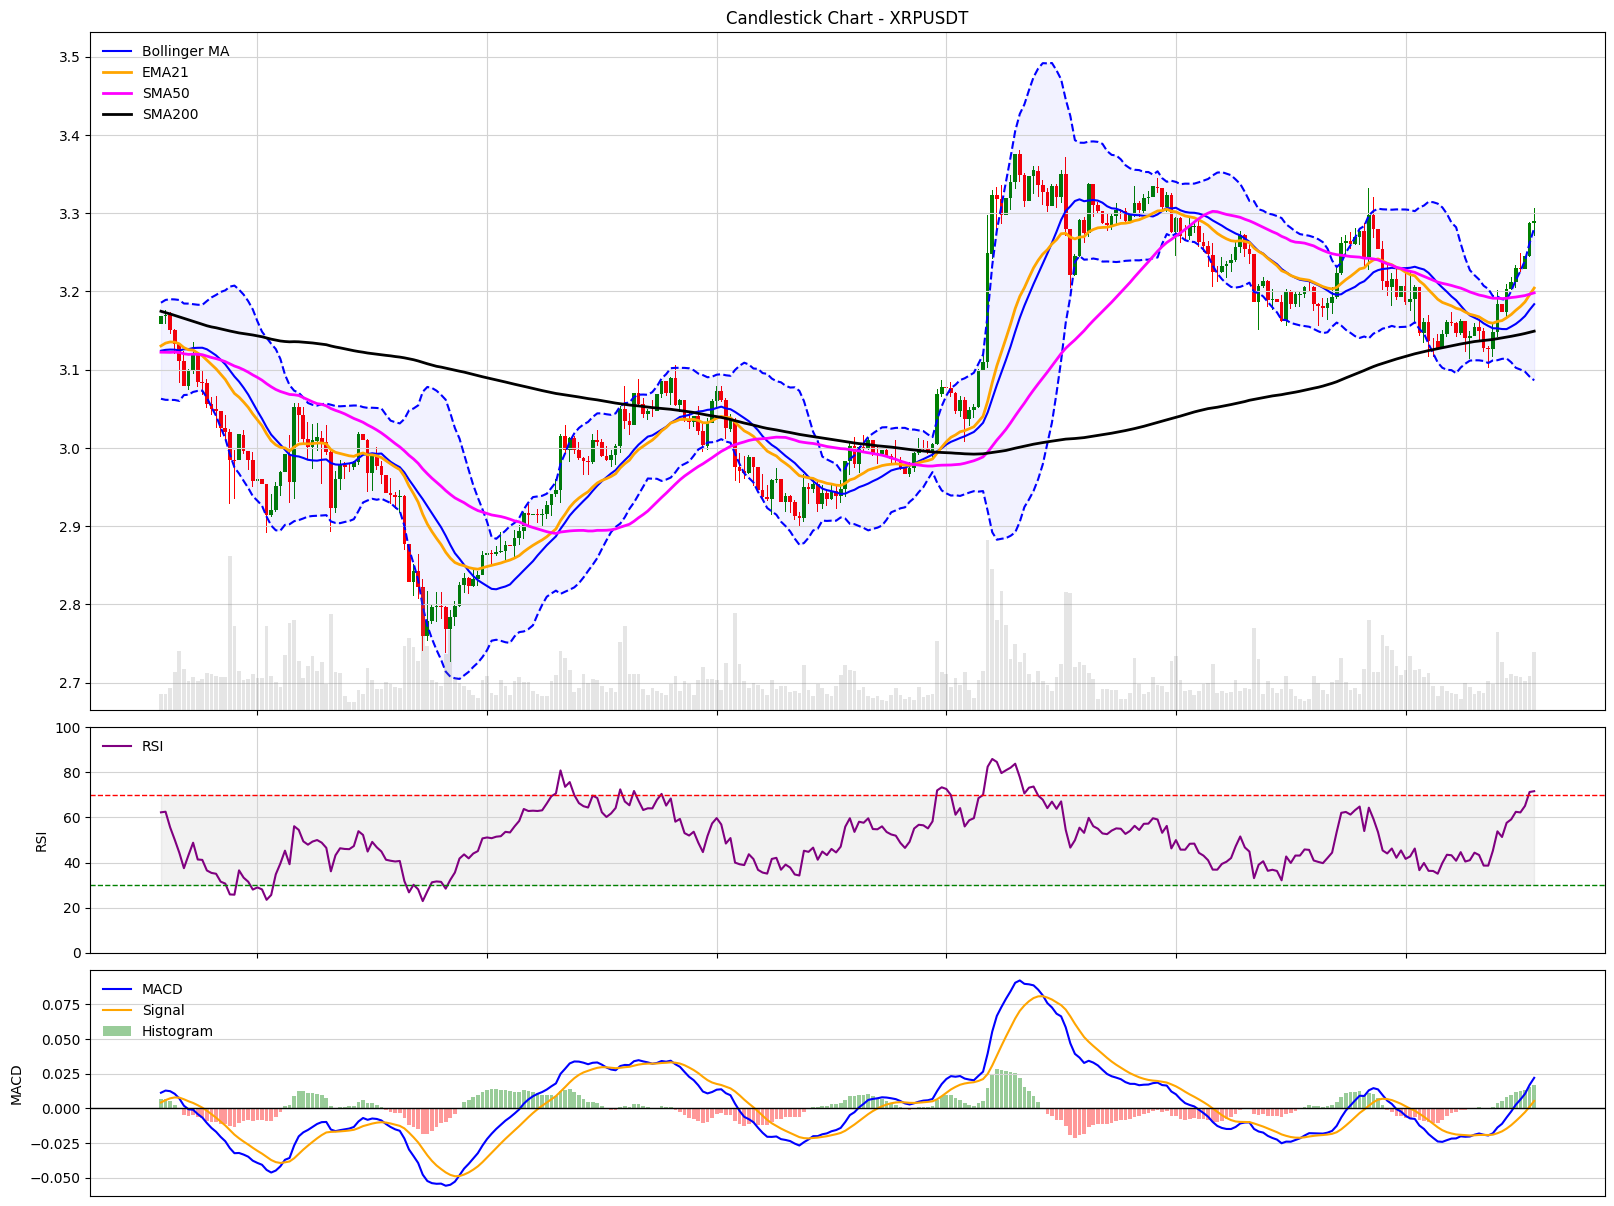 Candlestick Chart - XRPUSDT
Bollinger MA
EMA21
SMA50
SMA200
3.5
3.4
3.3
3.2
3.1
3.0
2.9
2.8
2.7
RSI
RSI
100
80
60
40
20
0
MACD
Signal
Histogram
MACD
0.075
0.050
0.025
0.000
−0.025
−0.050